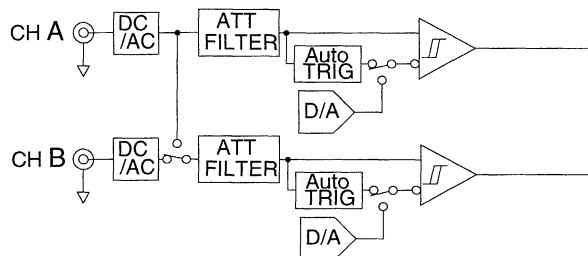 CH A
DC
/AC
ATT
FILTER
Auto
TRIG
D/A
CH B
DC
/AC
ATT
FILTER
Auto
TRIG
D/A